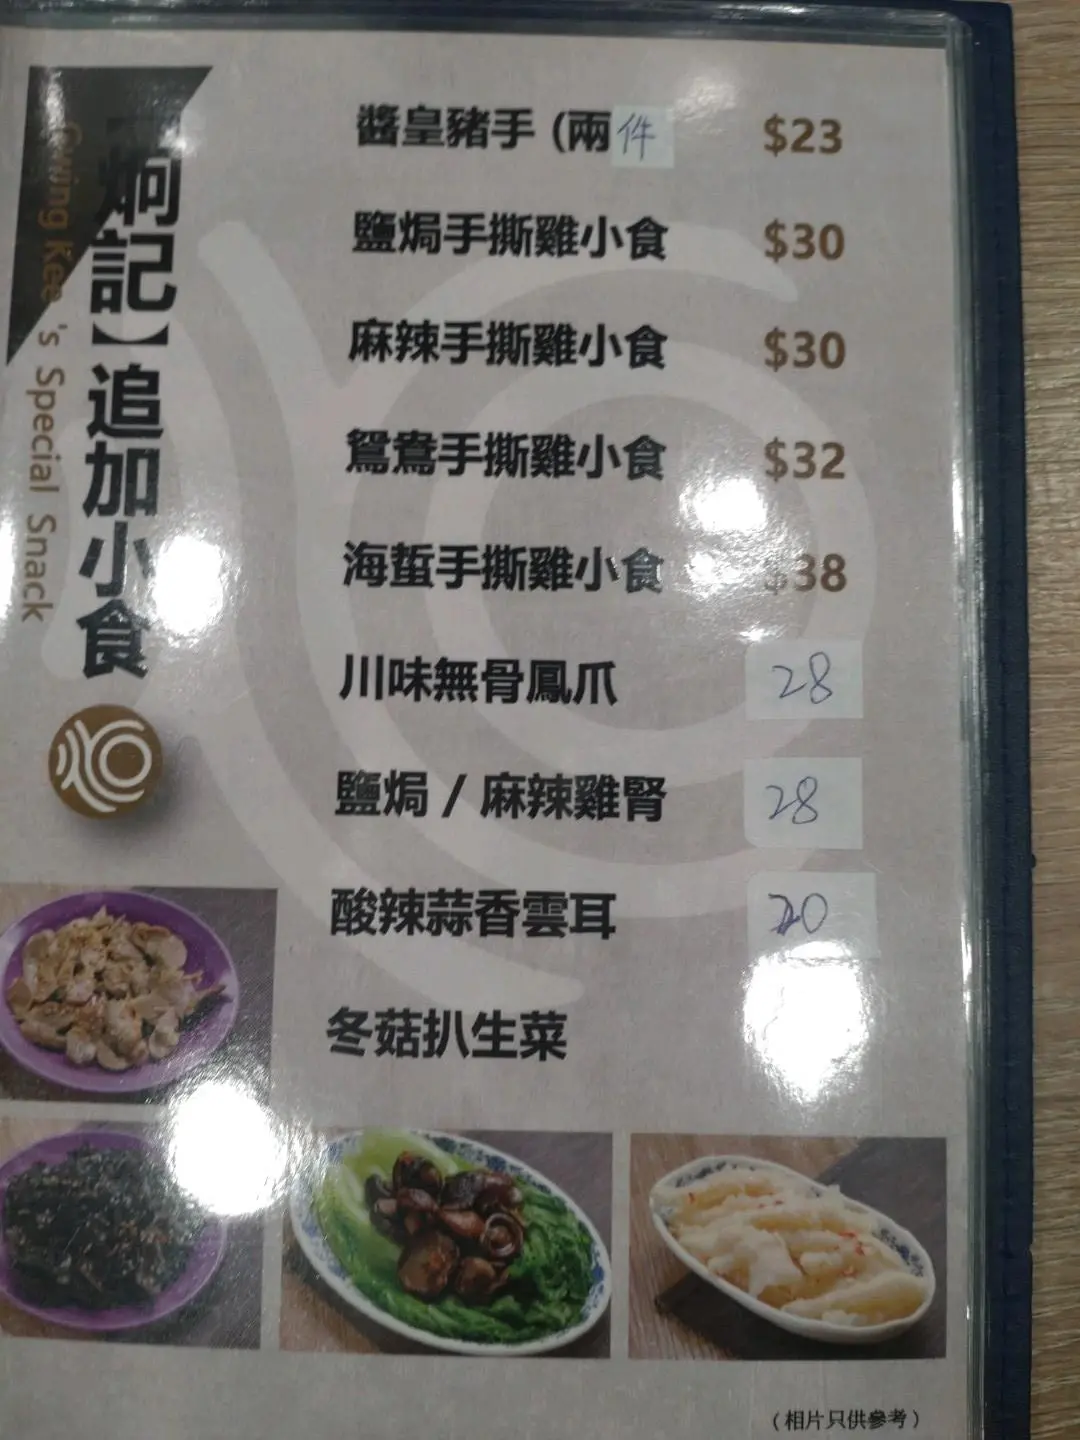 炯記】追加小食
Gwing Kee's Special Snack
醬皇豬手 (兩件 $23
鹽焗手撕雞小食 $30
麻辣手撕雞小食 $30
鴛鴦手撕雞小食 $32
海蜇手撕雞小食 $38
川味無骨鳳爪 28
鹽焗 / 麻辣雞腎 28
酸辣蒜香雲耳
冬菇扒生菜
(相片只供參考)